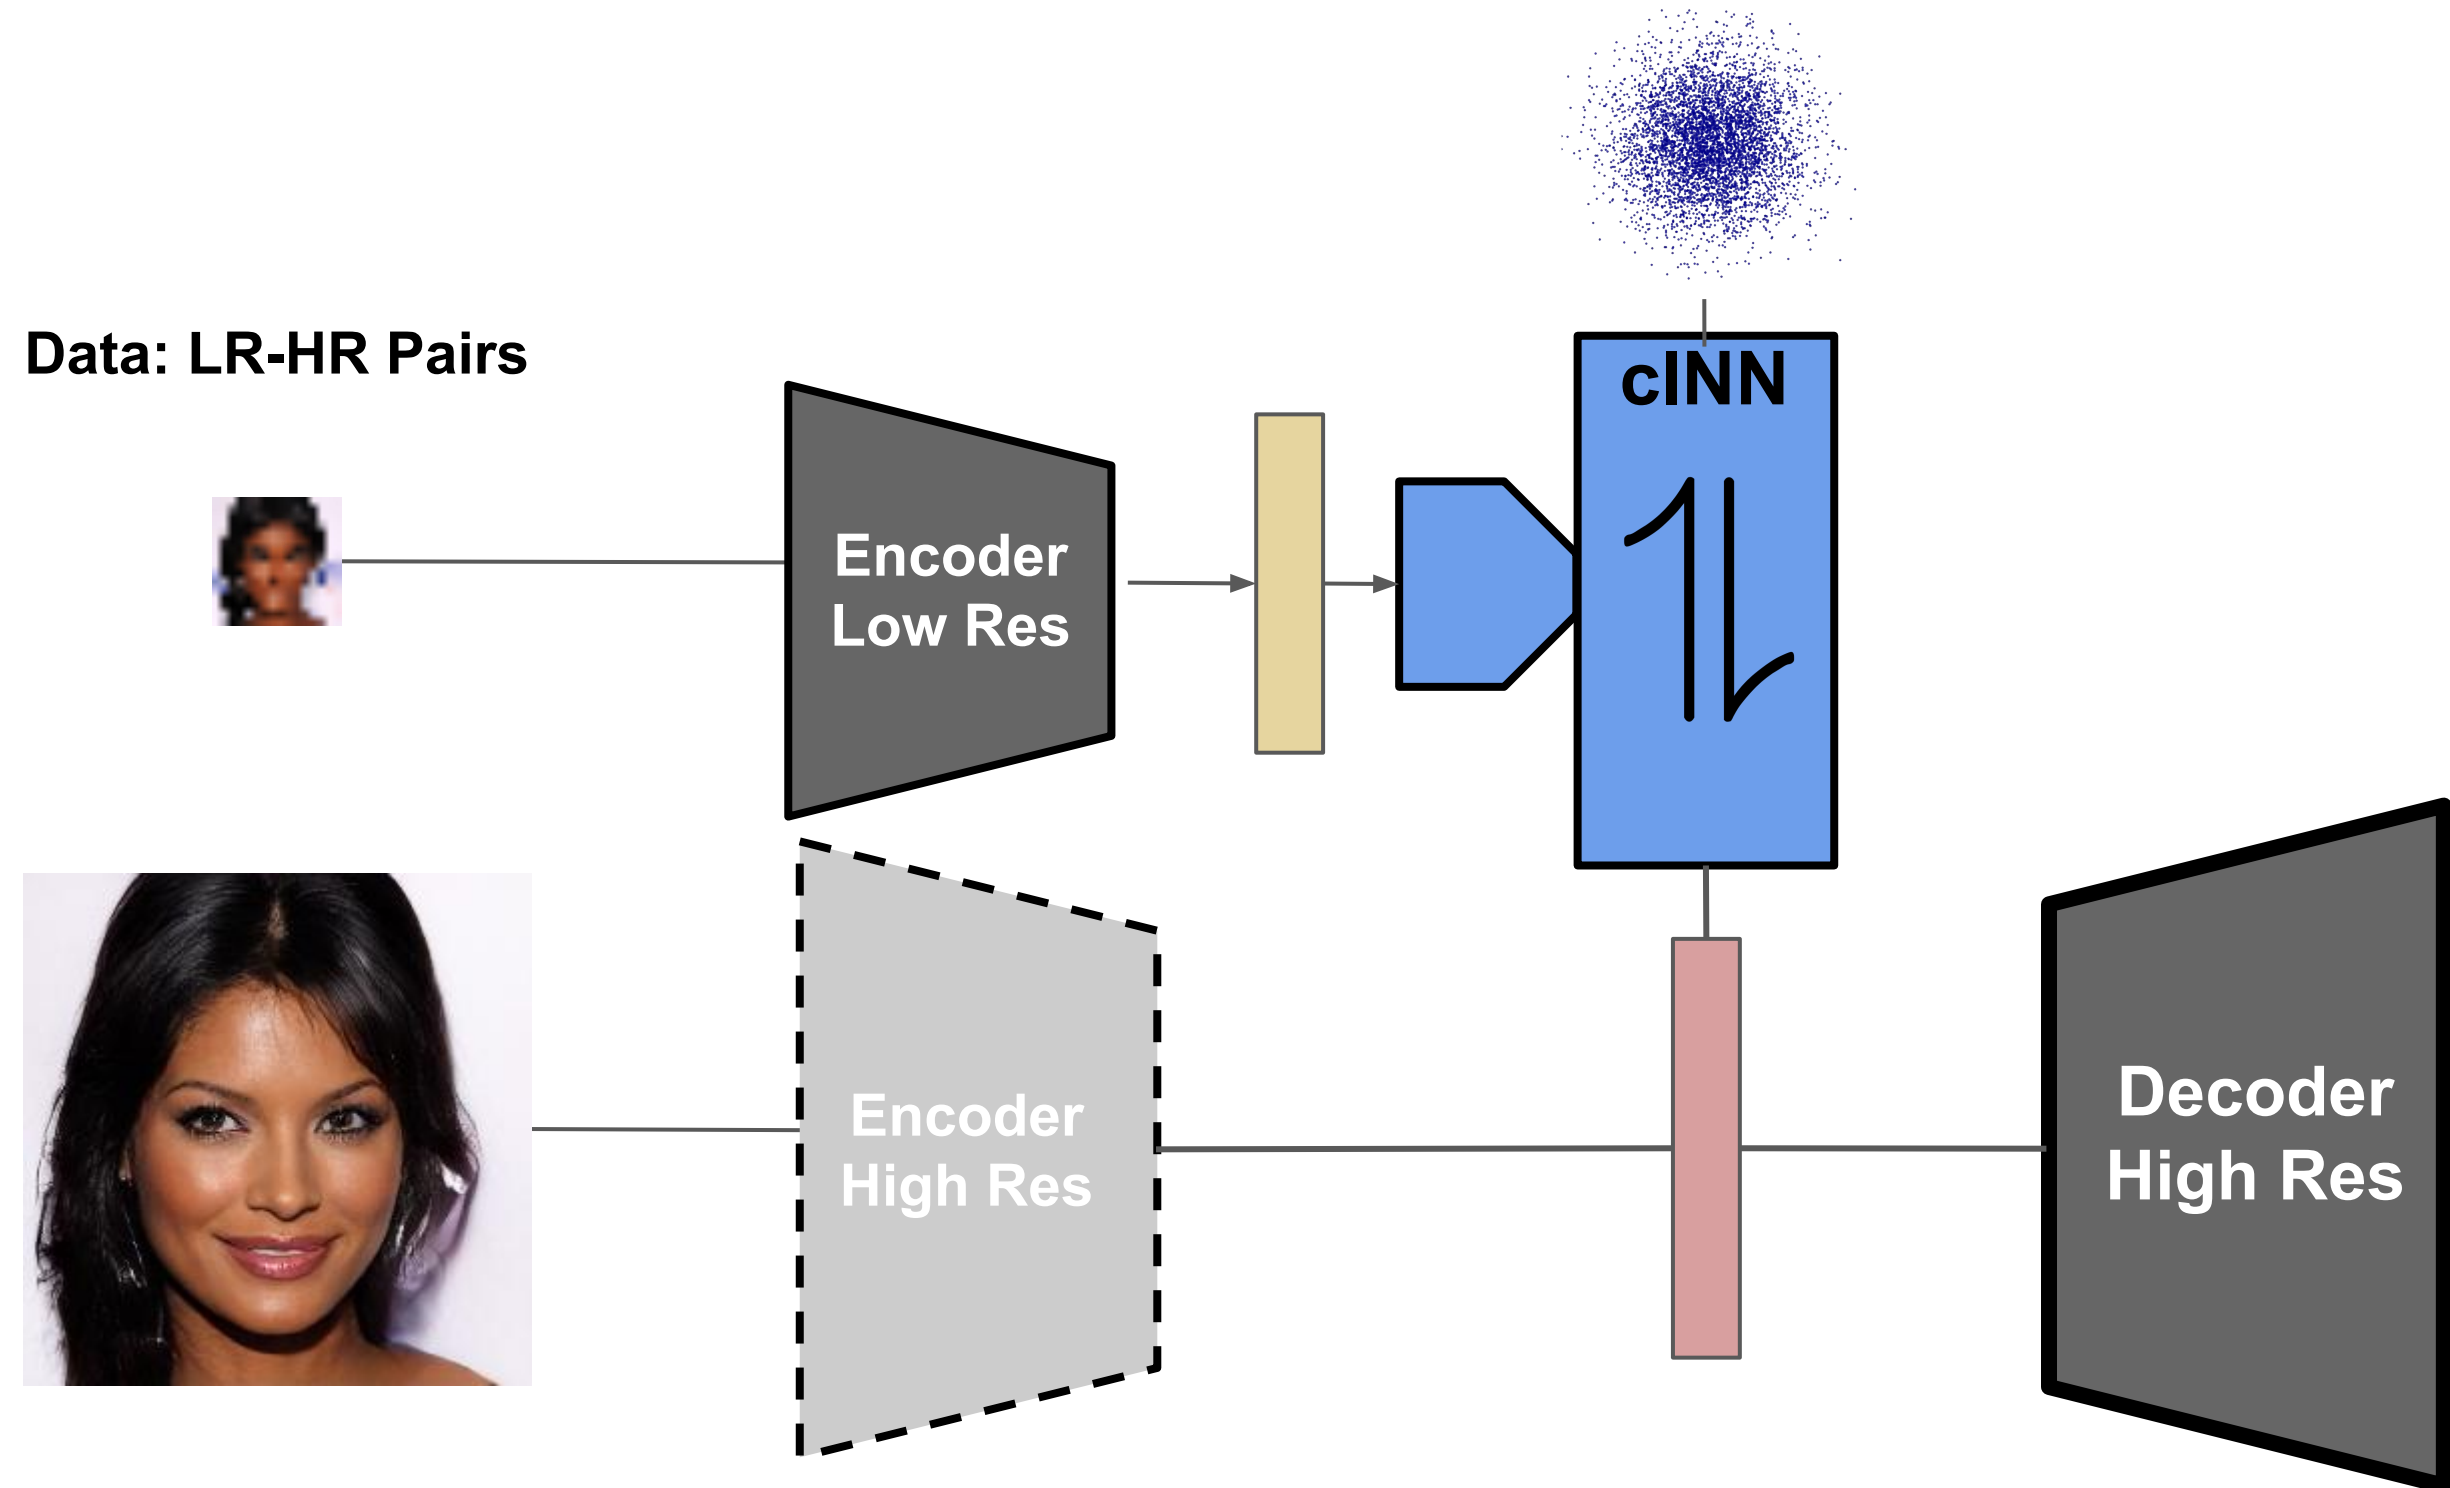 Data: LR-HR Pairs
cINN
Encoder
Low Res
Encoder
High Res
Decoder
High Res